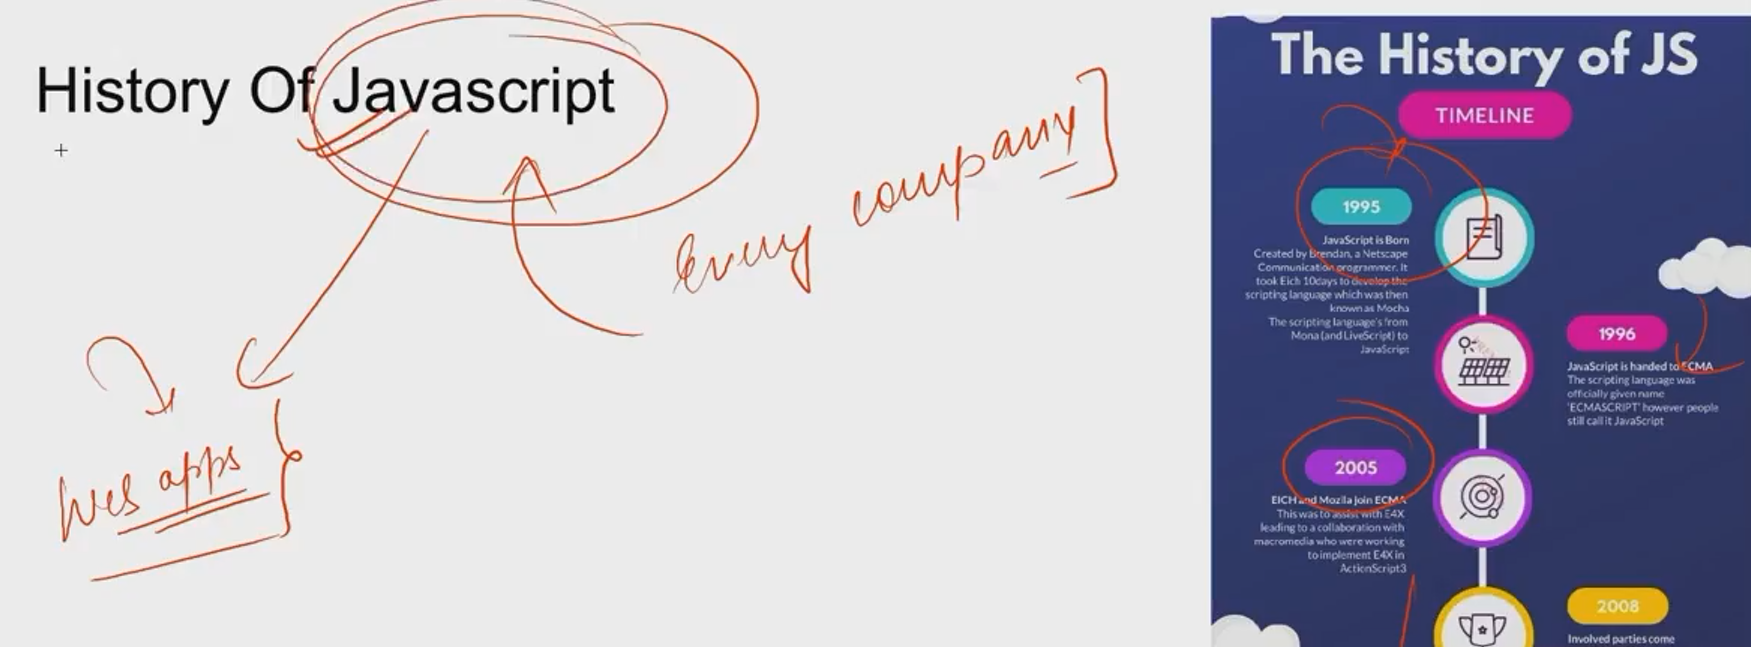 History Of Javascript
Every company
Web apps
The History of JS
TIMELINE
1995
JavaScript is Born
Created by Brendan, a Netscape
Communication programmer. It
took Eich 10days to develop the
scripting language which was then
known as Mocha
The scripting language's from
Mona (and LiveScript) to
JavaScript
1996
JavaScript is handed to ECMA
The scripting language was
officially given name
'ECMASCRIPT' however people
still call it JavaScript
2005
EICH and Mozila join ECMA
This was to assist with E4X
leading to a collaboration with
macromedia who were working
to implement E4X in
ActionScript3
2008
Involved parties come